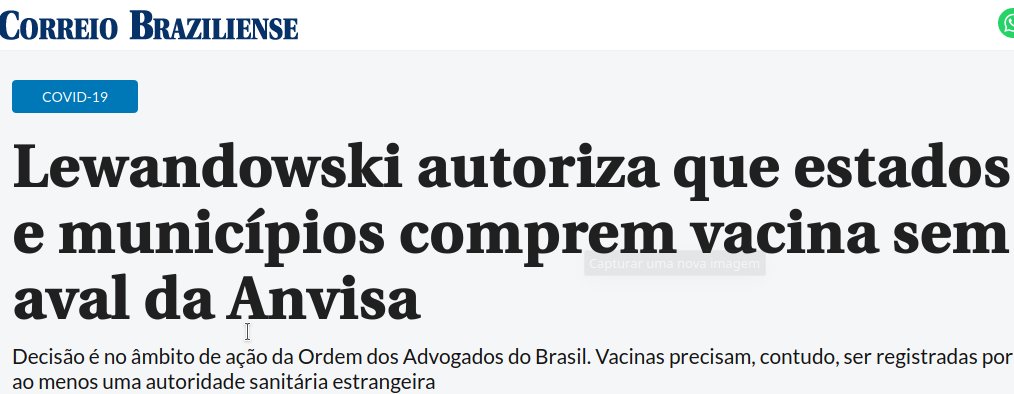 CORREIO BRAZILIENSE
COVID-19
Lewandowski autoriza que estados
e municípios comprem vacina sem
Capturar uma nova imagem
aval da Anvisa
Decisão é no âmbito de ação da Ordem dos Advogados do Brasil. Vacinas precisam, contudo, ser registradas por
ao menos uma autoridade sanitária estrangeira